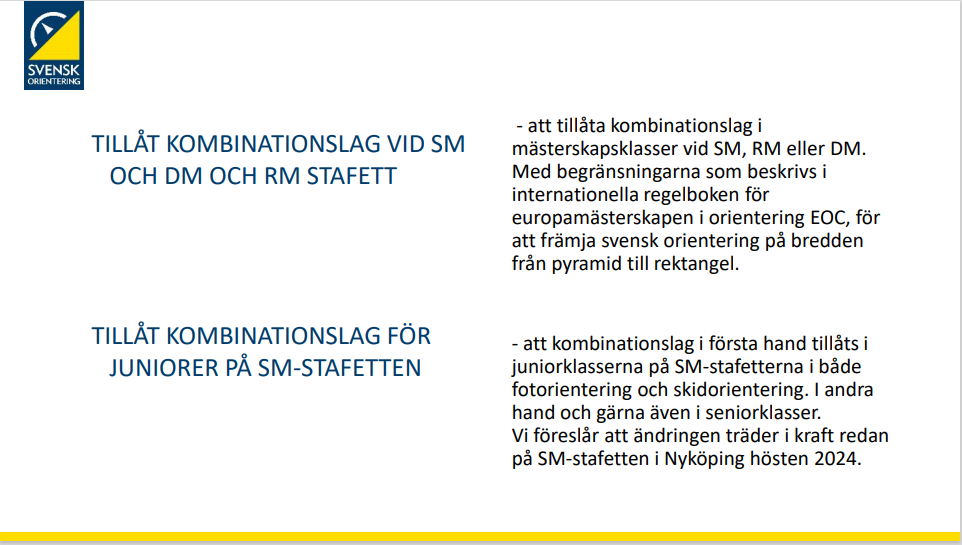 SVENSK
ORIENTERING
TILLÅT KOMBINATIONSLAG VID SM
OCH DM OCH RM STAFETT
- att tillåta kombinationslag i
mästerskapsklasser vid SM, RM eller DM.
Med begränsningarna som beskrivs i
internationella regelboken för
europamästerskapen i orientering EOC, för
att främja svensk orientering på bredden
från pyramid till rektangel.
TILLÅT KOMBINATIONSLAG FÖR
JUNIORER PÅ SM-STAFETTEN
- att kombinationslag i första hand tillåts i
juniorklasserna på SM-stafetterna i både
fotorientering och skidorientering. I andra
hand och gärna även i seniorklasser.
Vi föreslår att ändringen träder i kraft redan
på SM-stafetten i Nyköping hösten 2024.